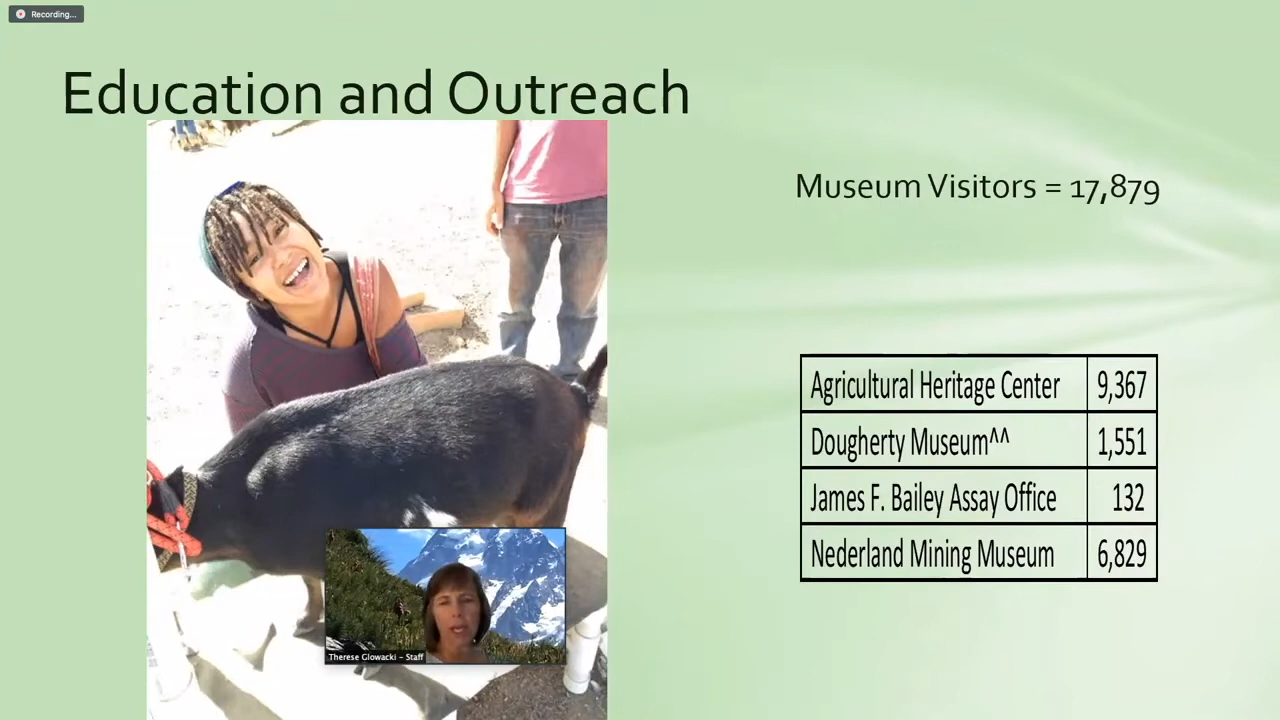 Recording...
Education and Outreach
Museum Visitors = 17,879
Agricultural Heritage Center 9,367
Dougherty Museum^^ 1,551
James F. Bailey Assay Office 132
Nederland Mining Museum 6,829
Therese Glowacki - Staff